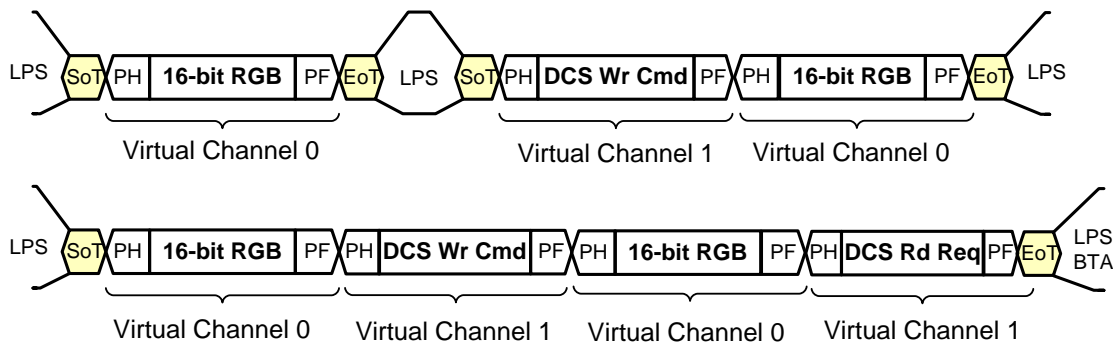 LPS SoT PH 16-bit RGB PF EoT LPS SoT PH DCS Wr Cmd PF PH 16-bit RGB PF EoT LPS
Virtual Channel 0 Virtual Channel 1 Virtual Channel 0
LPS SoT PH 16-bit RGB PF PH DCS Wr Cmd PF PH 16-bit RGB PF PH DCS Rd Req PF EoT LPS
BTA
Virtual Channel 0 Virtual Channel 1 Virtual Channel 0 Virtual Channel 1